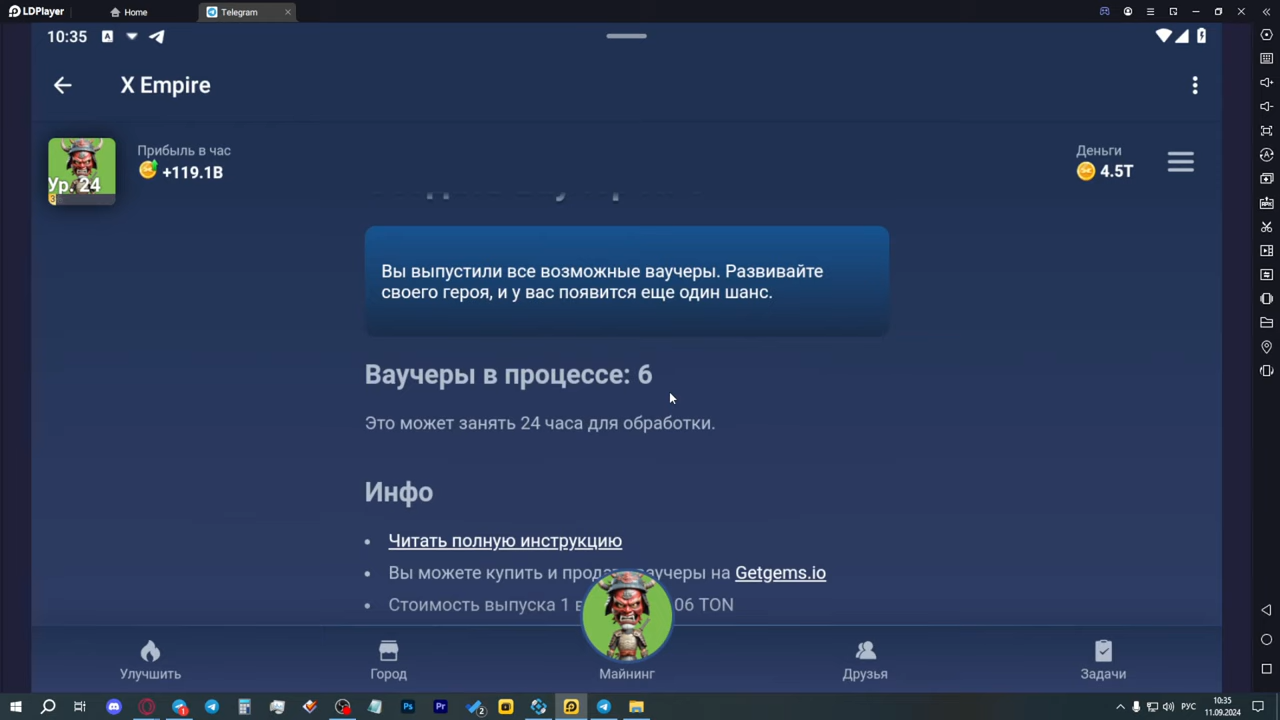 LDPlayer
Home
Telegram
10:35
A
X Empire
Прибыль в час
+119.1B
Ур. 24
Деньги
4.5T
Вы выпустили все возможные ваучеры. Развивайте
своего героя, и у вас появится еще один шанс.
Ваучеры в процессе: 6
Это может занять 24 часа для обработки.
Инфо
Читать полную инструкцию
Вы можете купить и прода ваучеры на Getgems.io
Стоимость выпуска 1 06 TON
Улучшить
Город
Майнинг
Друзья
Задачи
РУС
10:35
11.09.2024